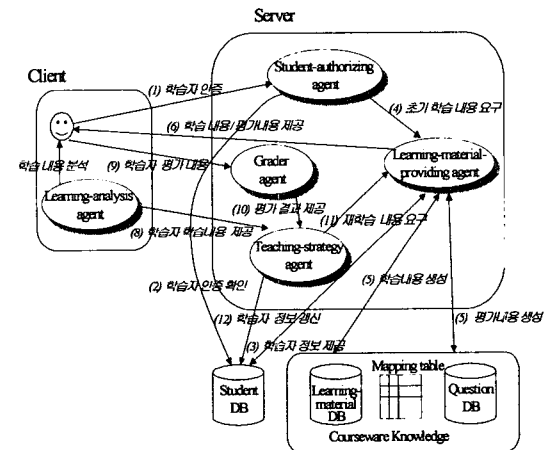 Server
Client
Student-authorizing
agent
(1) 학습자 인증
(4) 초기 학습 내용 요구
(6) 학습 내용/평가내용 제공
학습 내용 분석
(9) 학습자 평가 내용
Grader
agent
Learning-material-
providing agent
Learning-analysis
agent
(10) 평가 결과 제공
(11) 재학습 내용 요구
(8) 학습자 학습내용 제공
Teaching-strategy
agent
(2) 학습자 인증 확인
(5) 학습내용 생성
(12) 학습자 정보 갱신
(5) 평가내용 생성
(3) 학습자 정보 제공
Student
DB
Mapping table
Learning-
material
DB
Question
DB
Courseware Knowledge